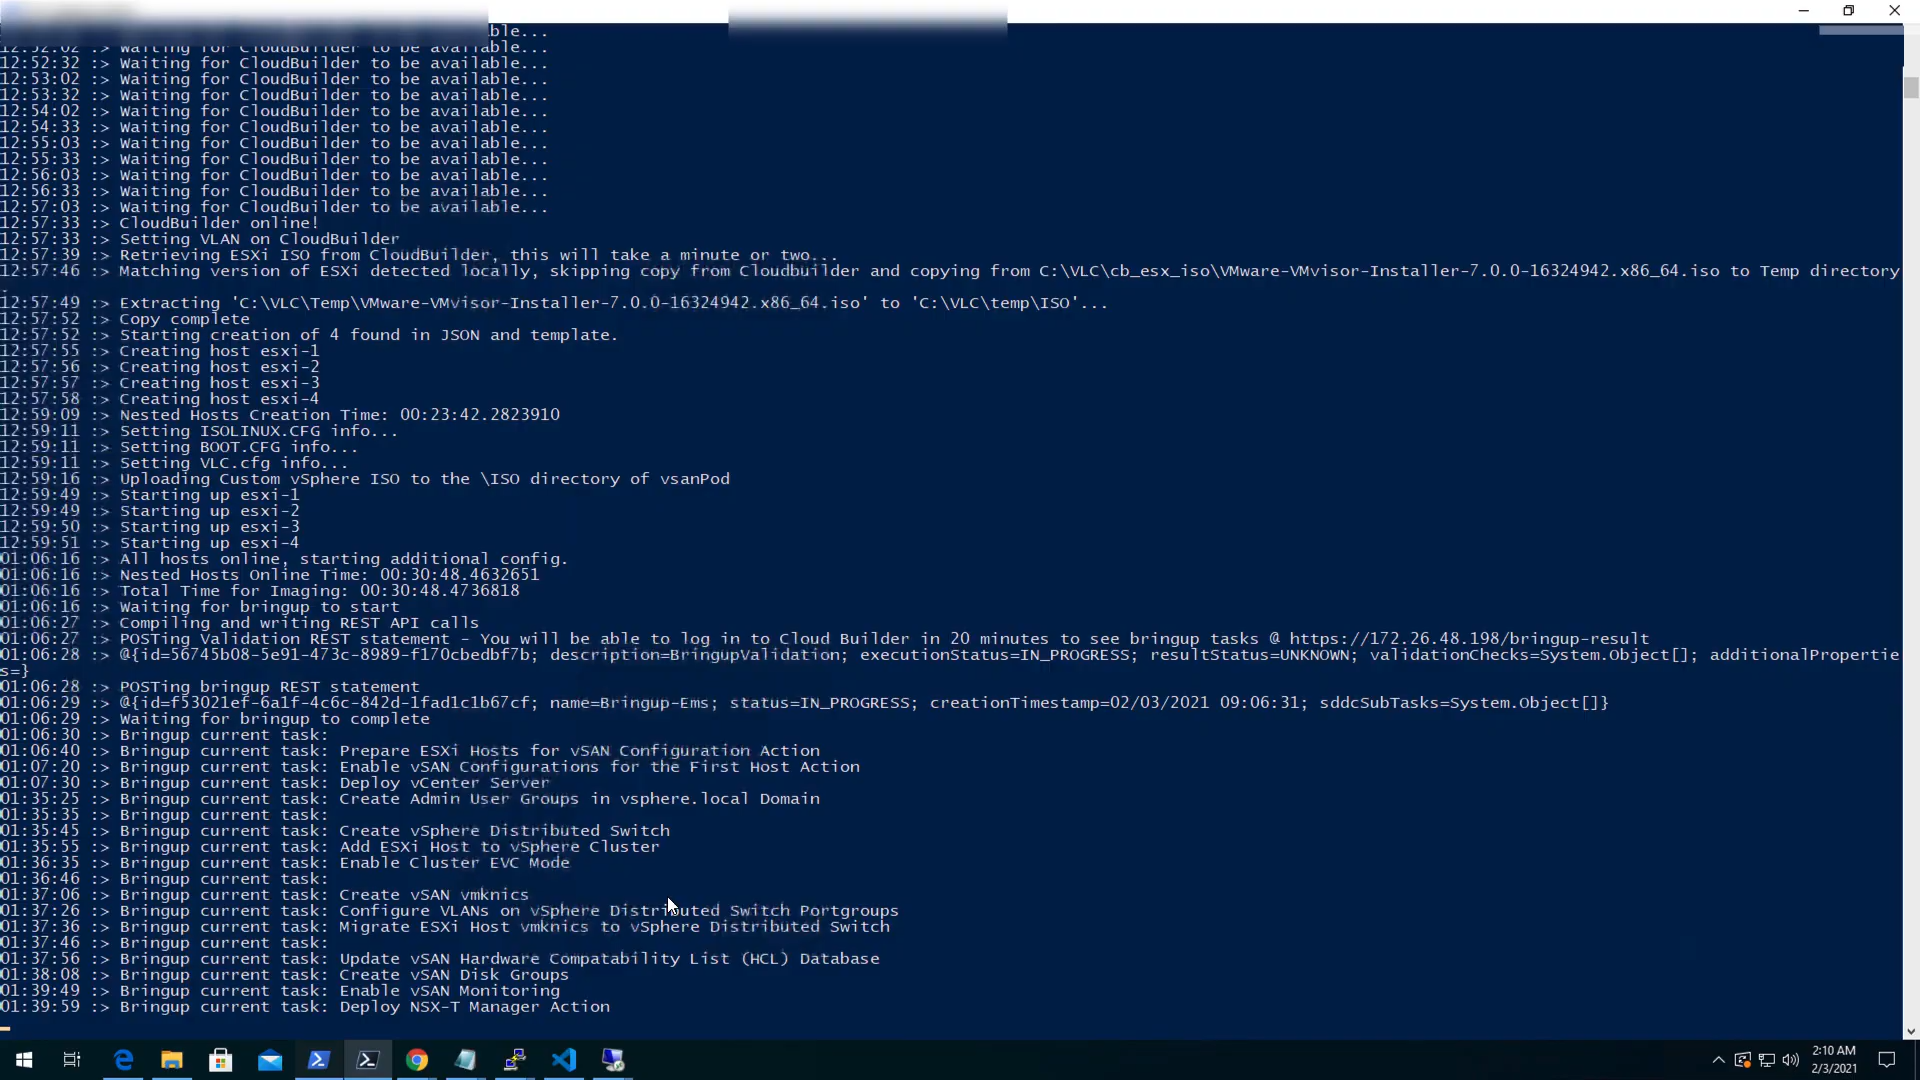 ble...
12:52:02 :> Waiting for CloudBuilder to be available...
12:52:32 :> Waiting for CloudBuilder to be available...
12:53:02 :> Waiting for CloudBuilder to be available...
12:53:32 :> Waiting for CloudBuilder to be available...
12:54:02 :> Waiting for CloudBuilder to be available...
12:54:33 :> Waiting for CloudBuilder to be available...
12:55:03 :> Waiting for CloudBuilder to be available...
12:55:33 :> Waiting for CloudBuilder to be available...
12:56:03 :> Waiting for CloudBuilder to be available...
12:56:33 :> Waiting for CloudBuilder to be available...
12:57:03 :> Waiting for CloudBuilder to be available...
12:57:33 :> CloudBuilder online!
12:57:33 :> Setting VLAN on CloudBuilder
12:57:39 :> Retrieving ESXi ISO from CloudBuilder, this will take a minute or two...
12:57:46 :> Matching version of ESXi detected locally, skipping copy from Cloudbuilder and copying from C:\VLC\cb_esx_iso\VMware-VMvisor-Installer-7.0.0-16324942.x86_64.iso to Temp directory
.
12:57:49 :> Extracting 'C:\VLC\Temp\VMware-VMvisor-Installer-7.0.0-16324942.x86_64.iso' to 'C:\VLC\temp\ISO'...
12:57:52 :> Copy complete
12:57:52 :> Starting creation of 4 found in JSON and template.
12:57:55 :> Creating host esxi-1
12:57:56 :> Creating host esxi-2
12:57:57 :> Creating host esxi-3
12:57:58 :> Creating host esxi-4
12:59:09 :> Nested Hosts Creation Time: 00:23:42.2823910
12:59:11 :> Setting ISOLINUX.CFG info...
12:59:11 :> Setting BOOT.CFG info...
12:59:11 :> Setting VLC.cfg info...
12:59:16 :> Uploading Custom vSphere ISO to the \ISO directory of vsanPod
12:59:49 :> Starting up esxi-1
12:59:49 :> Starting up esxi-2
12:59:50 :> Starting up esxi-3
12:59:51 :> Starting up esxi-4
01:06:16 :> All hosts online, starting additional config.
01:06:16 :> Nested Hosts Online Time: 00:30:48.4632651
01:06:16 :> Total Time for Imaging: 00:30:48.4736818
01:06:16 :> Waiting for bringup to start
01:06:27 :> Compiling and writing REST API calls
01:06:27 :> POSTing Validation REST statement - You will be able to log in to Cloud Builder in 20 minutes to see bringup tasks @ https://172.26.48.198/bringup-result
01:06:28 :> @{id=56745b08-5e91-473c-8989-f170cbedbf7b; description=BringupValidation; executionStatus=IN_PROGRESS; resultStatus=UNKNOWN; validationChecks=System.Object[]; additionalPropertie
s=}
01:06:28 :> POSTing bringup REST statement
01:06:29 :> @{id=f53021ef-6a1f-4c6c-842d-1fad1c1b67cf; name=Bringup-Ems; status=IN_PROGRESS; creationTimestamp=02/03/2021 09:06:31; sddcSubTasks=System.Object[]}
01:06:29 :> Waiting for bringup to complete
01:06:30 :> Bringup current task:
01:06:40 :> Bringup current task: Prepare ESXi Hosts for vSAN Configuration Action
01:07:20 :> Bringup current task: Enable vSAN Configurations for the First Host Action
01:07:30 :> Bringup current task: Deploy vCenter Server
01:35:25 :> Bringup current task: Create Admin User Groups in vsphere.local Domain
01:35:35 :> Bringup current task:
01:35:45 :> Bringup current task: Create vSphere Distributed Switch
01:35:55 :> Bringup current task: Add ESXi Host to vSphere Cluster
01:36:35 :> Bringup current task: Enable Cluster EVC Mode
01:36:46 :> Bringup current task:
01:37:06 :> Bringup current task: Create vSAN vmknics
01:37:26 :> Bringup current task: Configure VLANs on vSphere Distributed Switch Portgroups
01:37:36 :> Bringup current task: Migrate ESXi Host vmknics to vSphere Distributed Switch
01:37:46 :> Bringup current task:
01:37:56 :> Bringup current task: Update vSAN Hardware Compatability List (HCL) Database
01:38:08 :> Bringup current task: Create vSAN Disk Groups
01:39:49 :> Bringup current task: Enable vSAN Monitoring
01:39:59 :> Bringup current task: Deploy NSX-T Manager Action
2:10 AM
2/3/2021